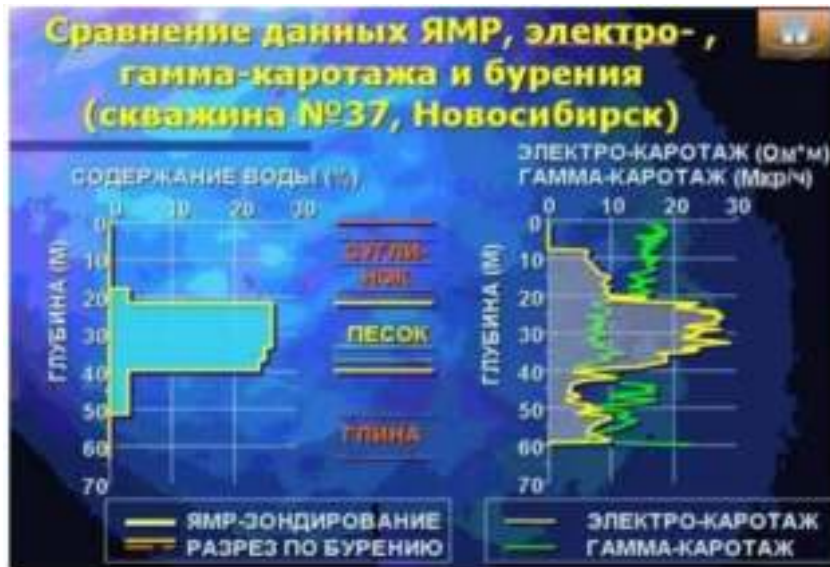 Сравнение данных ЯМР, электро- ,
гамма-каротажа и бурения
(скважина №37, Новосибирск)
СОДЕРЖАНИЕ ВОДЫ (%)
0 10 20 30
ГЛУБИНА (М)
0
10
20
30
40
50
60
70
СУГЛИ-
НОК
ПЕСОК
ГЛИНА
ЭЛЕКТРО-КАРОТАЖ (Ом*м)
ГАММА-КАРОТАЖ (Мкр/ч)
0 10 20 30
ГЛУБИНА (М)
0
10
20
30
40
50
60
70
ЯМР-ЗОНДИРОВАНИЕ
РАЗРЕЗ ПО БУРЕНИЮ
ЭЛЕКТРО-КАРОТАЖ
ГАММА-КАРОТАЖ